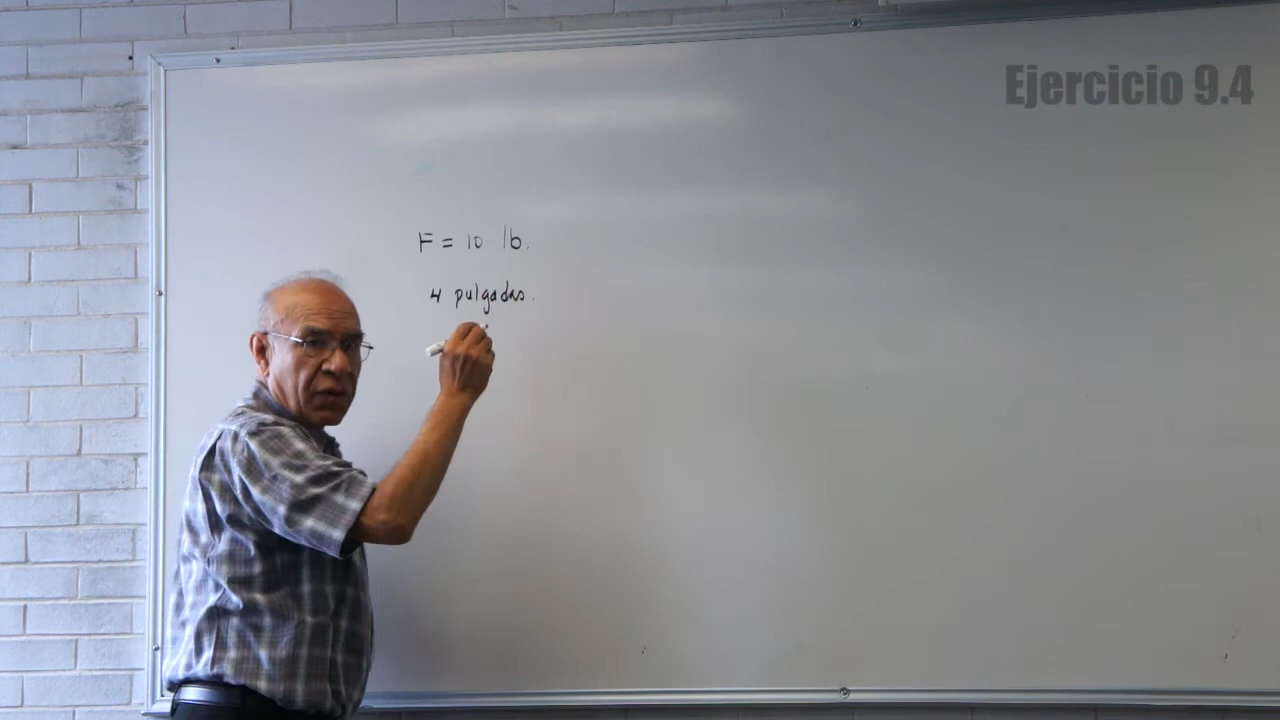 Ejercicio 9.4
F = 10 lb.
4 pulgadas.